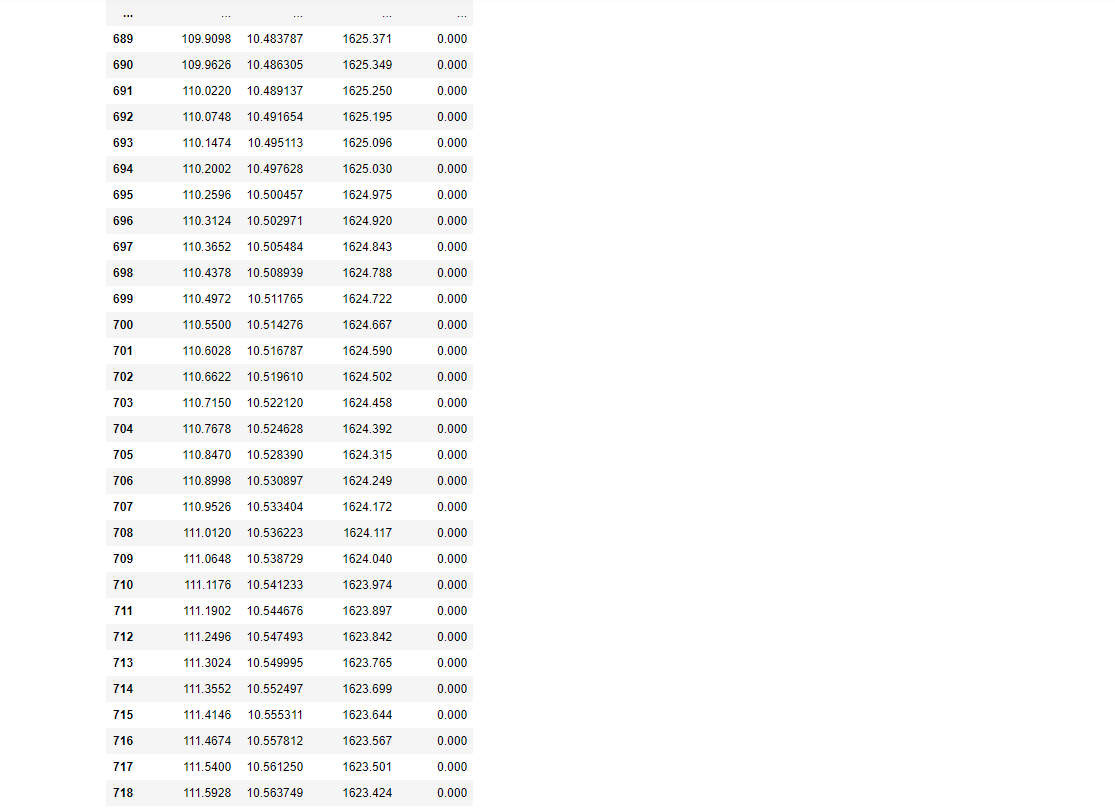 ... ... ... ... ...
689 109.9098 10.483787 1625.371 0.000
690 109.9626 10.486305 1625.349 0.000
691 110.0220 10.489137 1625.250 0.000
692 110.0748 10.491654 1625.195 0.000
693 110.1474 10.495113 1625.096 0.000
694 110.2002 10.497628 1625.030 0.000
695 110.2596 10.500457 1624.975 0.000
696 110.3124 10.502971 1624.920 0.000
697 110.3652 10.505484 1624.843 0.000
698 110.4378 10.508939 1624.788 0.000
699 110.4972 10.511765 1624.722 0.000
700 110.5500 10.514276 1624.667 0.000
701 110.6028 10.516787 1624.590 0.000
702 110.6622 10.519610 1624.502 0.000
703 110.7150 10.522120 1624.458 0.000
704 110.7678 10.524628 1624.392 0.000
705 110.8470 10.528390 1624.315 0.000
706 110.8998 10.530897 1624.249 0.000
707 110.9526 10.533404 1624.172 0.000
708 111.0120 10.536223 1624.117 0.000
709 111.0648 10.538729 1624.040 0.000
710 111.1176 10.541233 1623.974 0.000
711 111.1902 10.544676 1623.897 0.000
712 111.2496 10.547493 1623.842 0.000
713 111.3024 10.549995 1623.765 0.000
714 111.3552 10.552497 1623.699 0.000
715 111.4146 10.555311 1623.644 0.000
716 111.4674 10.557812 1623.567 0.000
717 111.5400 10.561250 1623.501 0.000
718 111.5928 10.563749 1623.424 0.000